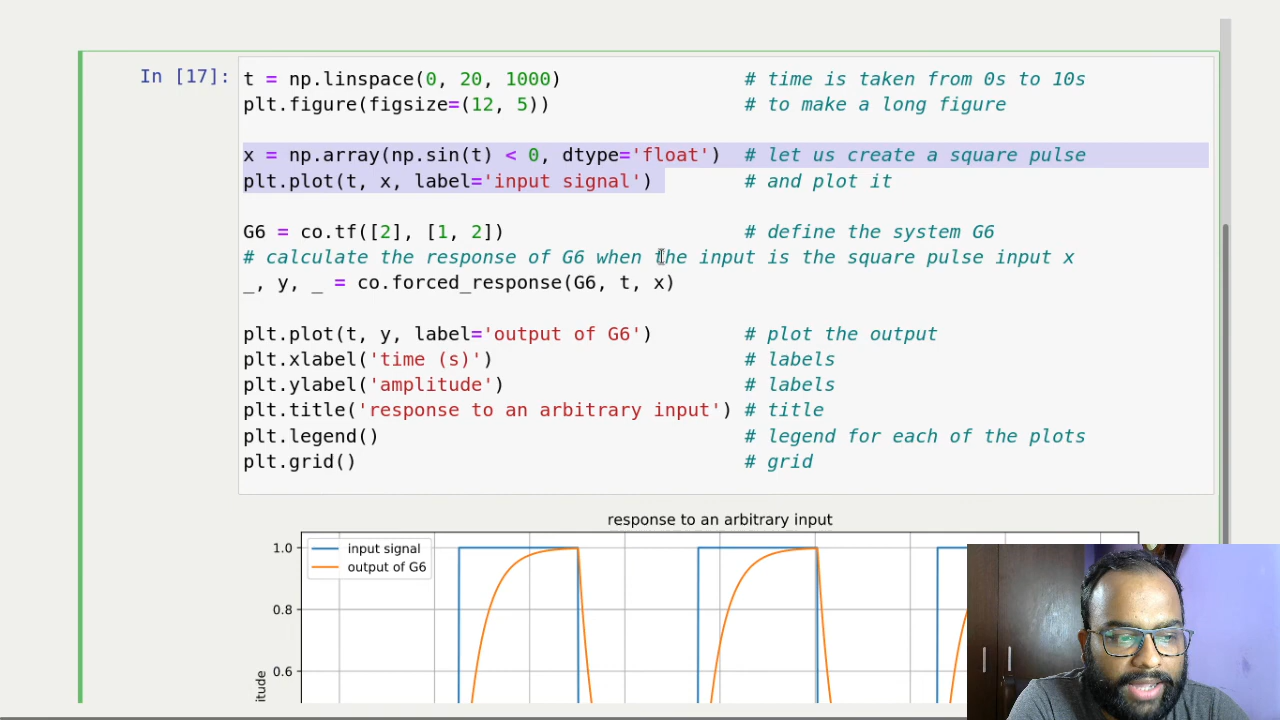 In [17]:
t = np.linspace(0, 20, 1000) # time is taken from 0s to 10s
plt.figure(figsize=(12, 5)) # to make a long figure
x = np.array(np.sin(t) < 0, dtype='float') # let us create a square pulse
plt.plot(t, x, label='input signal') # and plot it
G6 = co.tf([2], [1, 2]) # define the system G6
# calculate the response of G6 when the input is the square pulse input x
_, y, _ = co.forced_response(G6, t, x)
plt.plot(t, y, label='output of G6') # plot the output
plt.xlabel('time (s)') # labels
plt.ylabel('amplitude') # labels
plt.title('response to an arbitrary input') # title
plt.legend() # legend for each of the plots
plt.grid() # grid
response to an arbitrary input
1.0
input signal
output of G6
0.8
0.6
itude